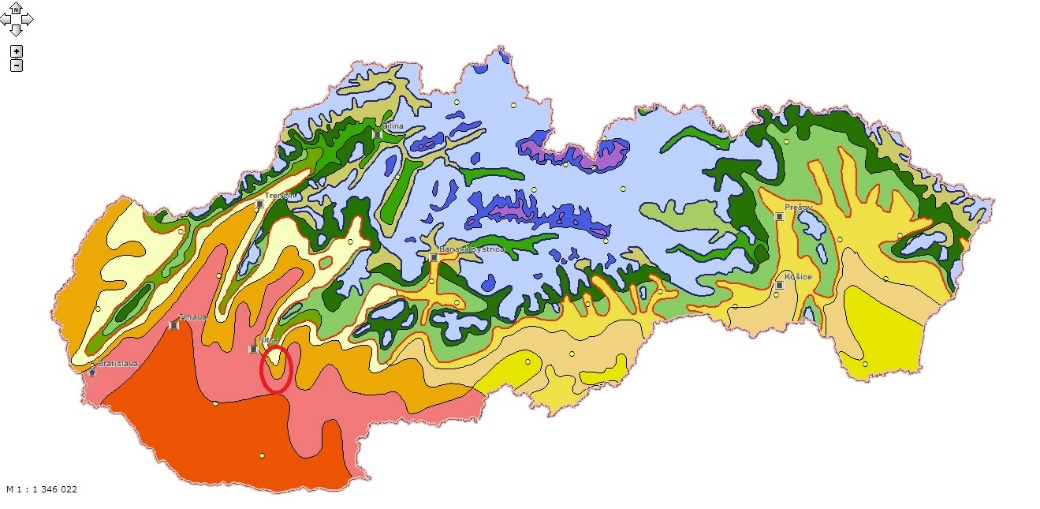 N
Žilina
Trenčín
Prešov
Banská Bystrica
Košice
Trnava
Nitra
Bratislava
M 1 : 1 346 022